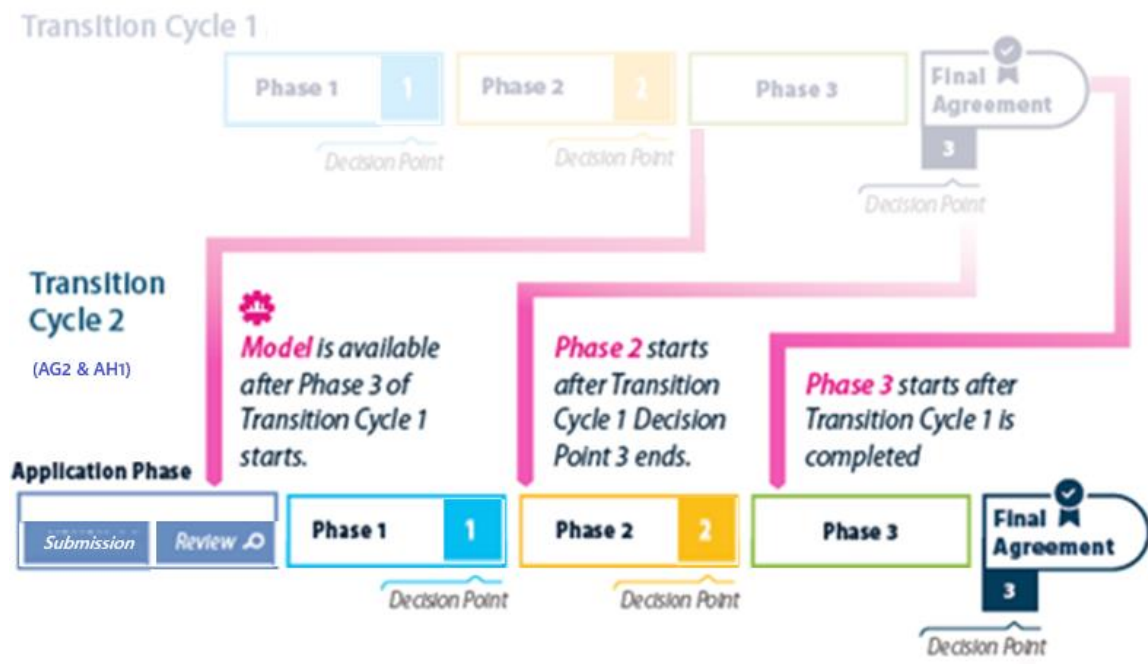 Transition Cycle 1
Phase 1
1
Phase 2
2
Phase 3
Final
Agreement
3
Decision Point
Decision Point
Decision Point
Transition
Cycle 2
(AG2 & AH1)
Model is available
after Phase 3 of
Transition Cycle 1
starts.
Phase 2 starts
after Transition
Cycle 1 Decision
Point 3 ends.
Phase 3 starts after
Transition Cycle 1 is
completed
Application Phase
Submission
Review
Phase 1
1
Phase 2
2
Phase 3
Final
Agreement
3
Decision Point
Decision Point
Decision Point